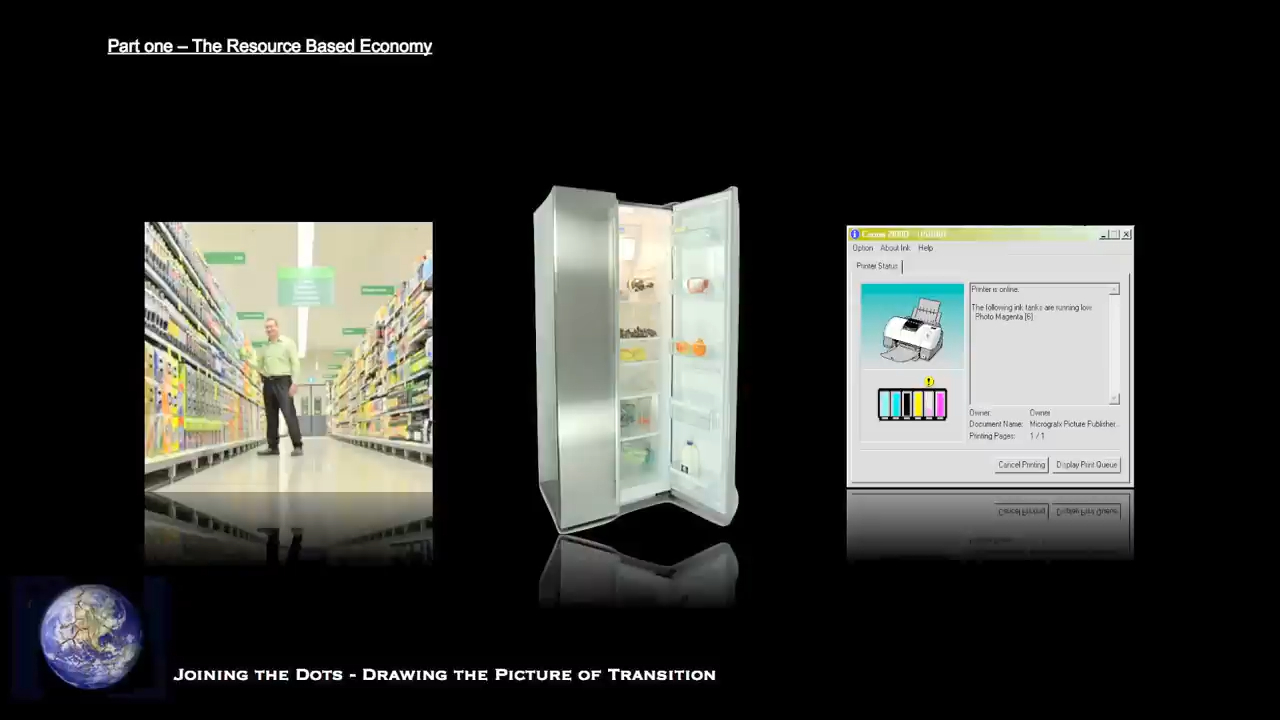 Part one – The Resource Based Economy
Option About Ink Help
Printer Status
Printer is online.
The following ink tanks are running low
Photo Magenta [6]
Owner: Owner
Document Name: Micrografx Picture Publisher..
Printing Pages: 1 / 1
Cancel Printing Display Print Queue
Joining the Dots - Drawing the Picture of Transition